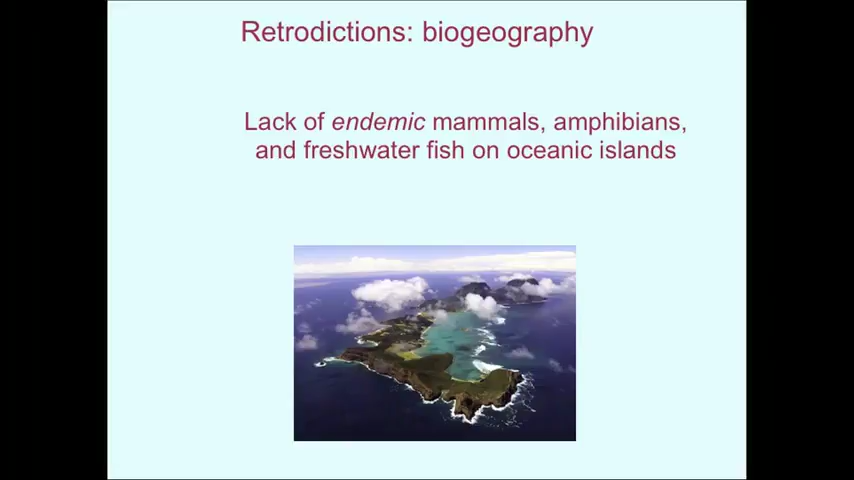 Retrodictions: biogeography
Lack of endemic mammals, amphibians,
and freshwater fish on oceanic islands